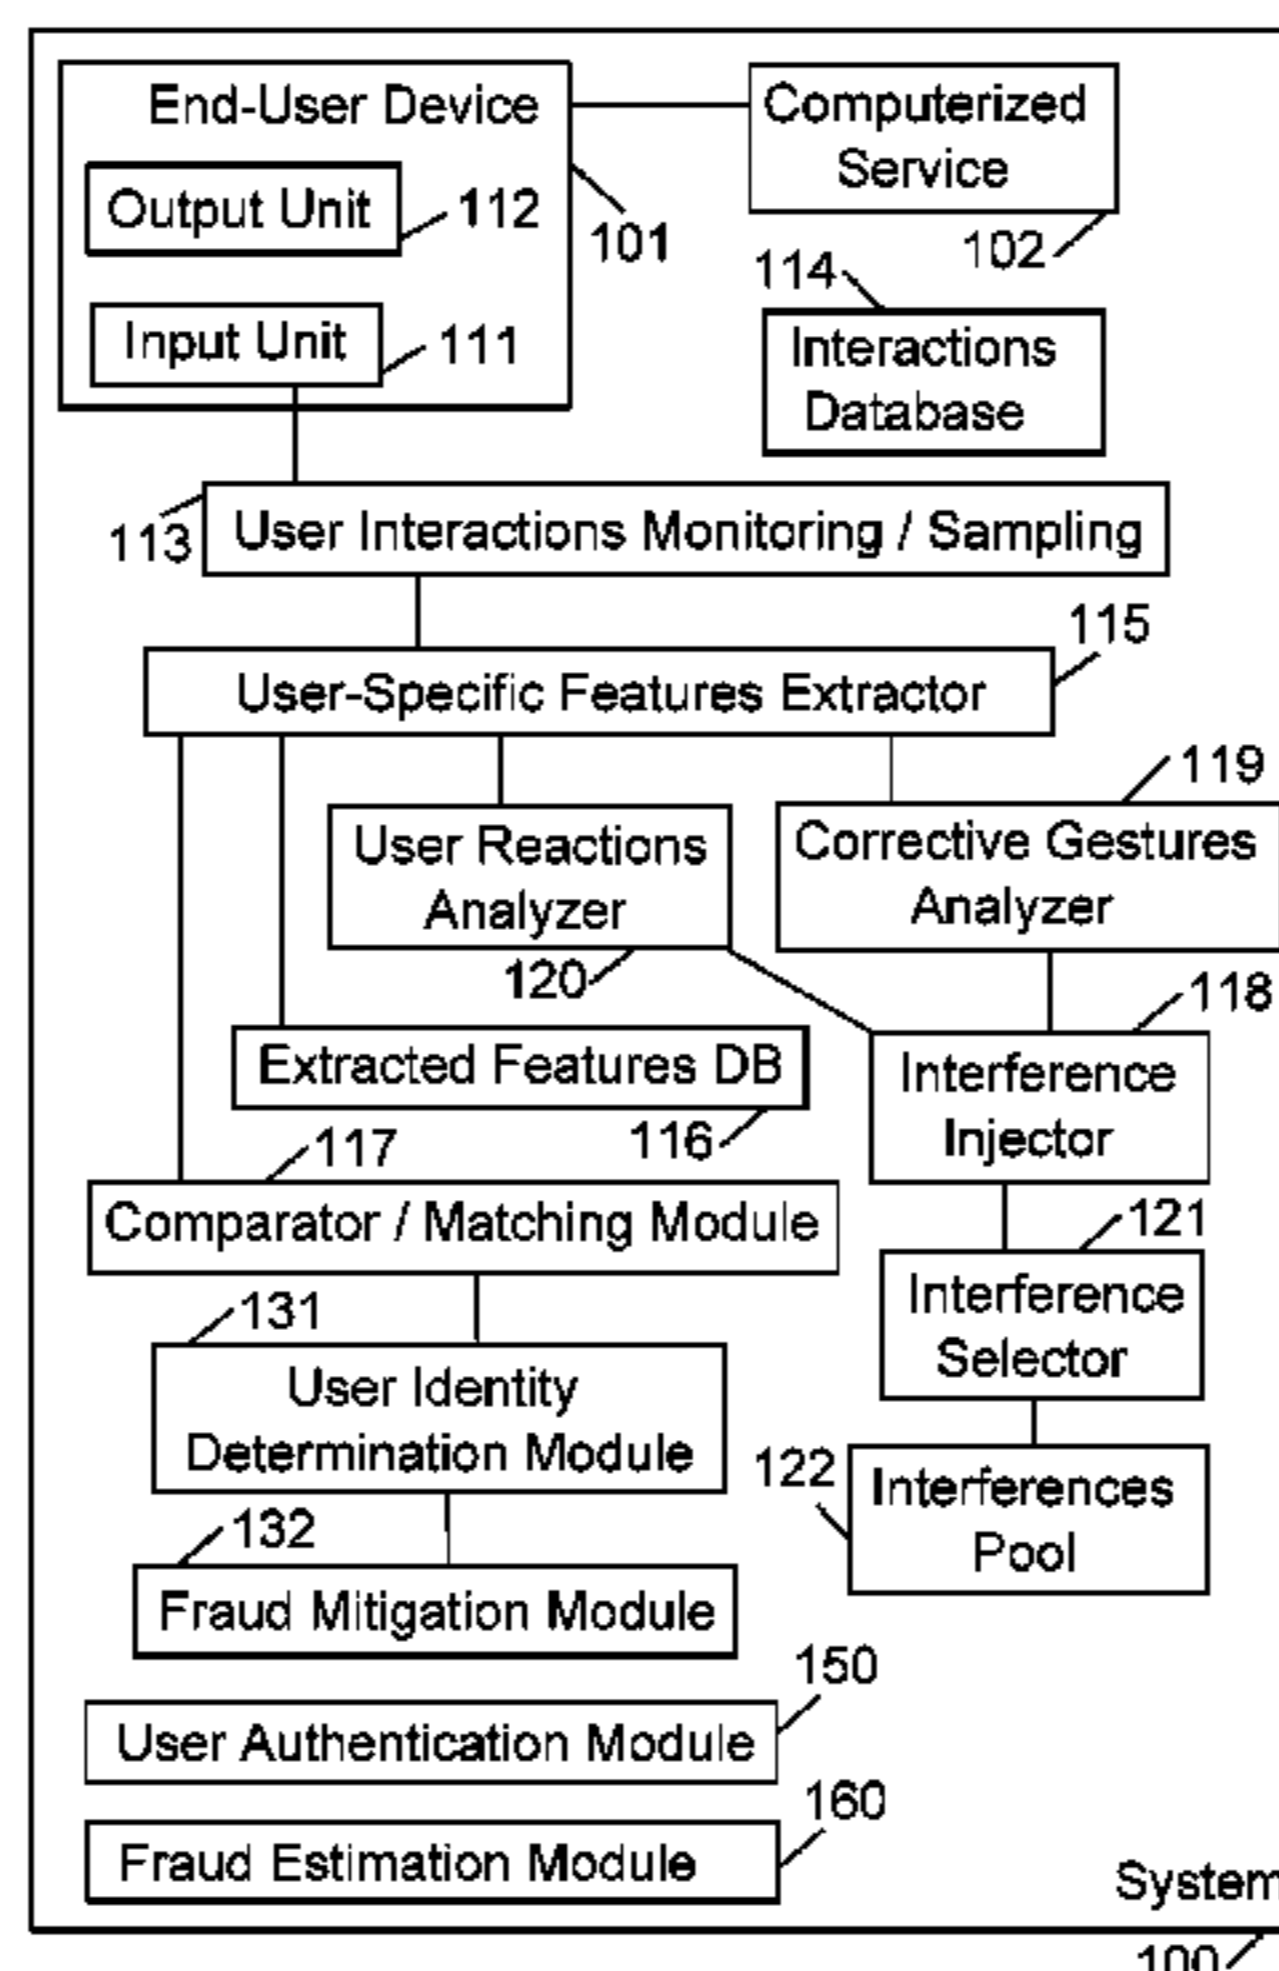 End-User Device
Computerized
Service
Output Unit
112
101
102
114
Input Unit
111
Interactions
Database
113
User Interactions Monitoring / Sampling
115
User-Specific Features Extractor
119
User Reactions
Analyzer
Corrective Gestures
Analyzer
120
118
Extracted Features DB
Interference
Injector
116
117
Comparator / Matching Module
121
131
Interference
Selector
User Identity
Determination Module
122
Interferences
Pool
132
Fraud Mitigation Module
150
User Authentication Module
160
Fraud Estimation Module
System
100